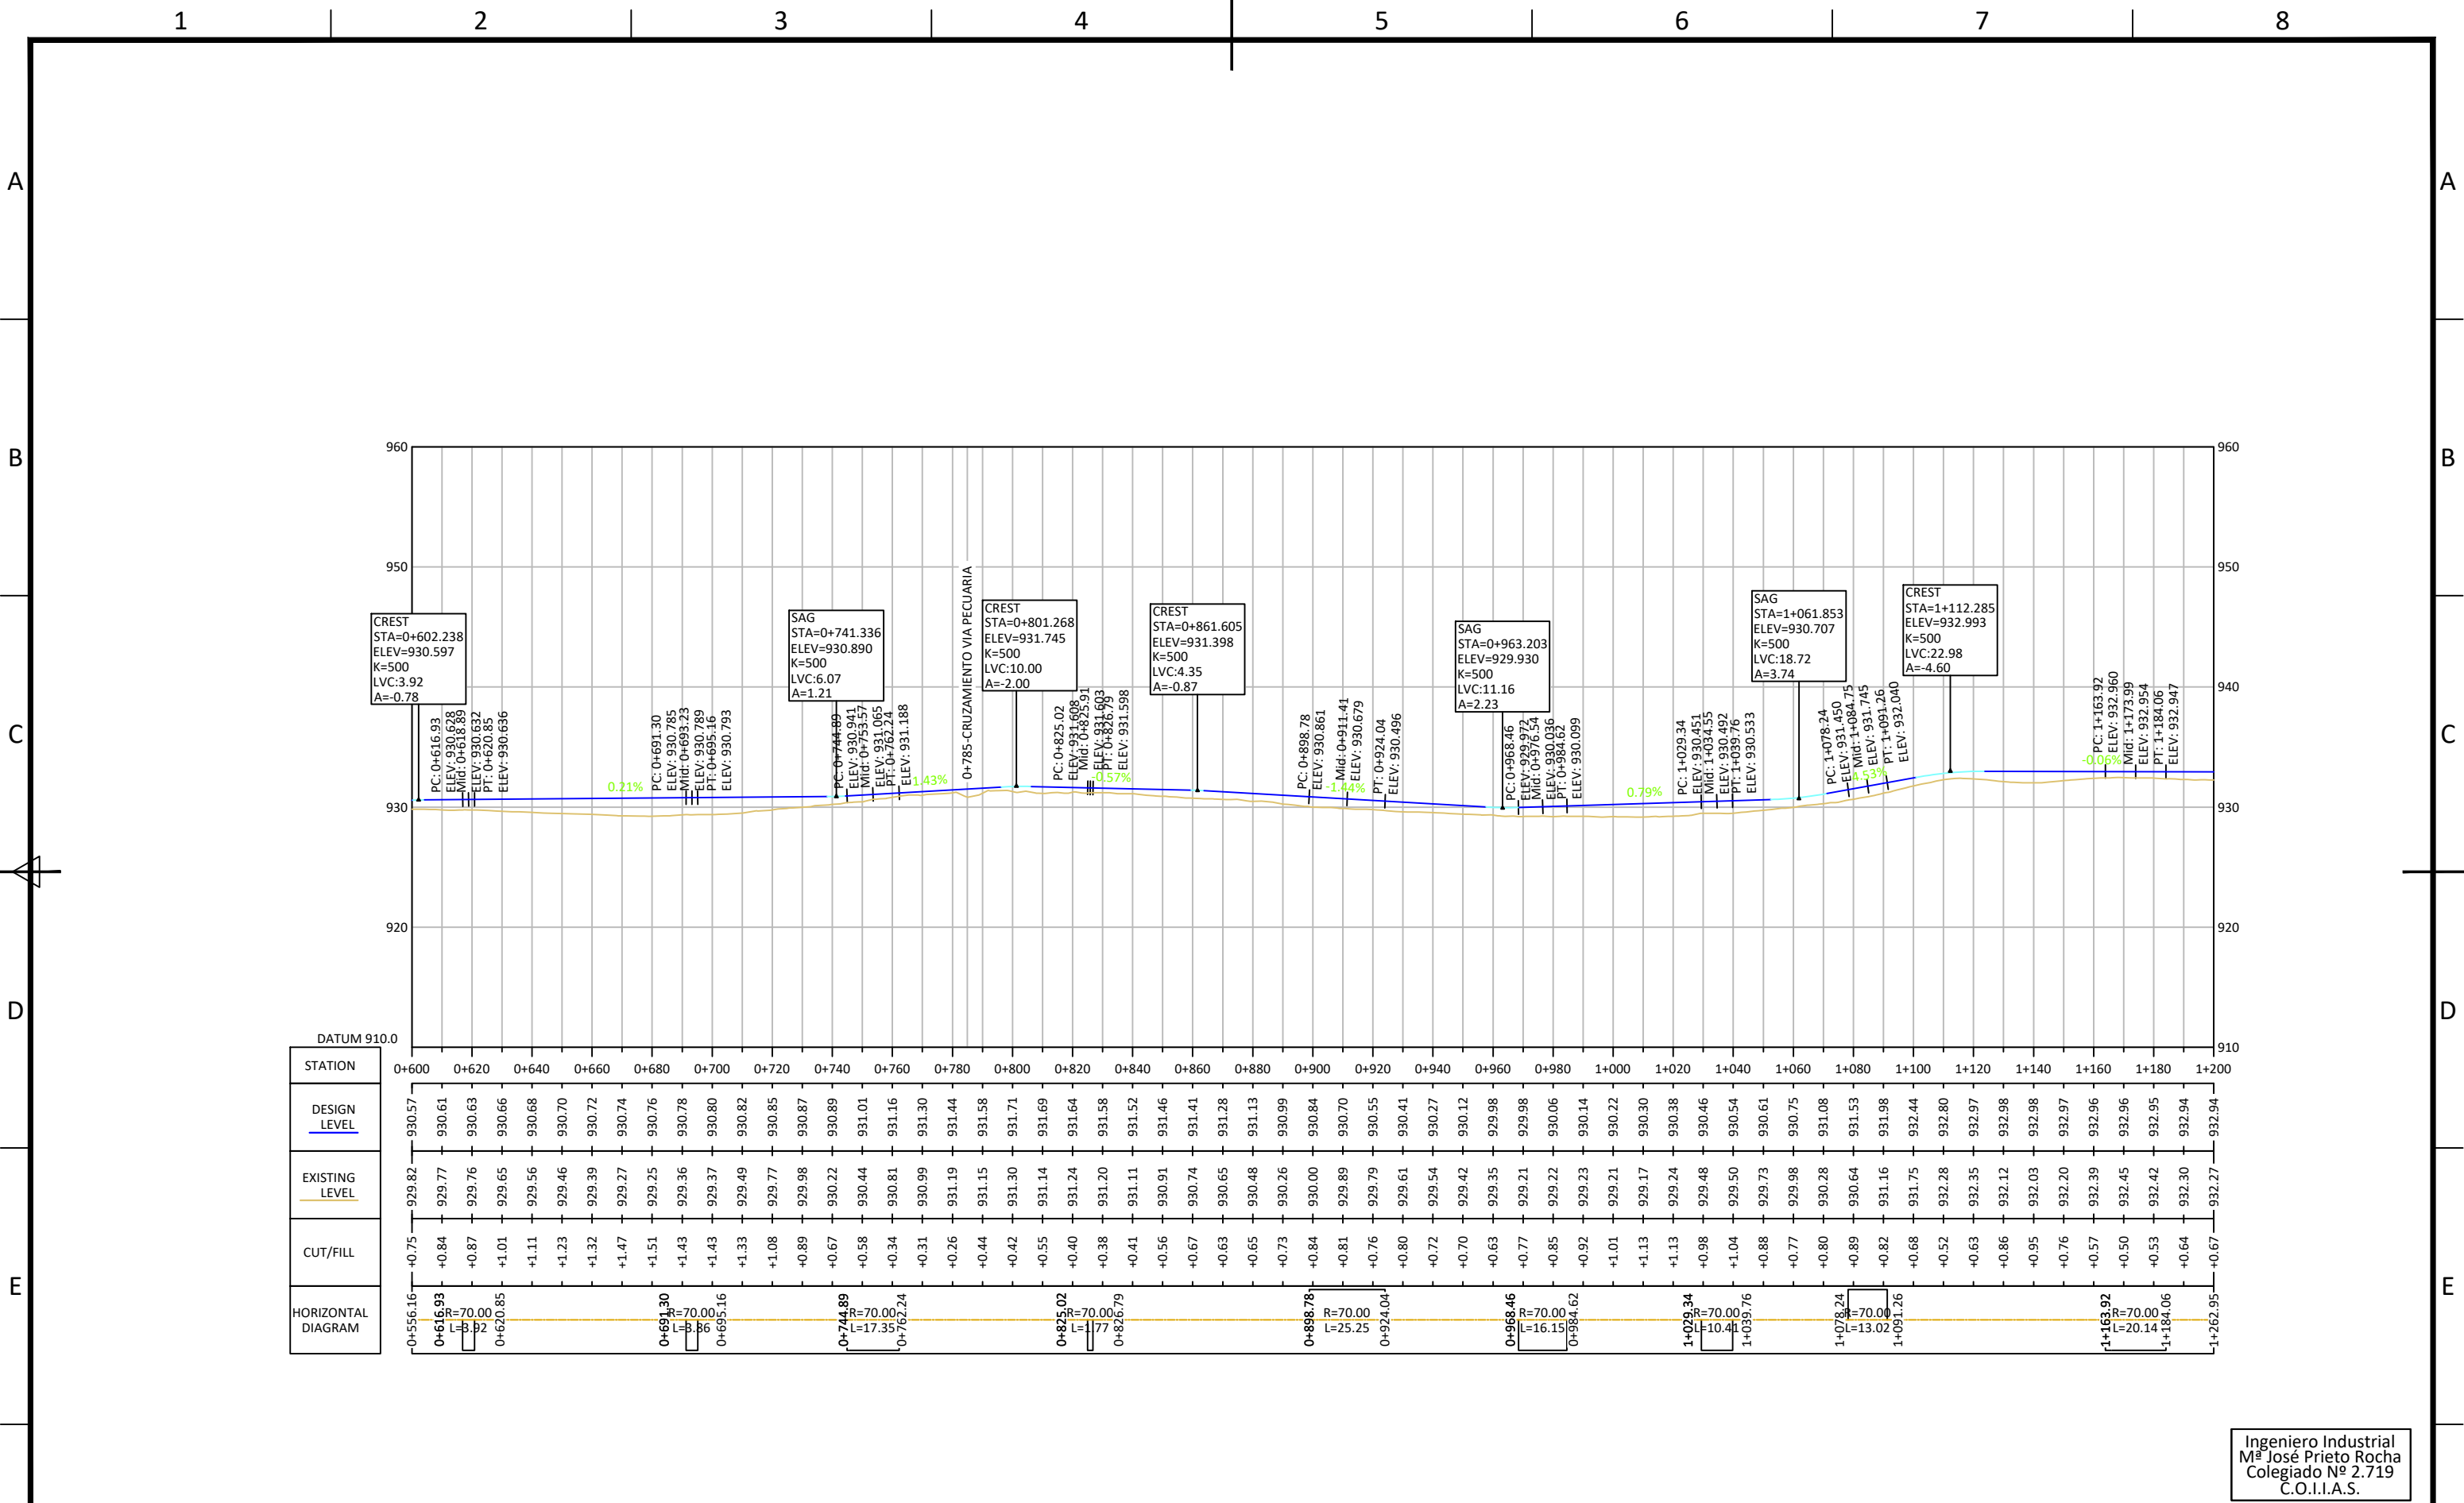 1 2 3 4 5 6 7 8
A A
B B
C C
D D
E E
960 960
950 950
940
930 930
920 920
910
CREST
STA=0+602.238
ELEV=930.597
K=500
LVC:3.92
A=-0.78
SAG
STA=0+741.336
ELEV=930.890
K=500
LVC:6.07
A=1.21
0+785-CRUZAMIENTO VIA PECUARIA
CREST
STA=0+801.268
ELEV=931.745
K=500
LVC:10.00
A=-2.00
CREST
STA=0+861.605
ELEV=931.398
K=500
LVC:4.35
A=-0.87
SAG
STA=0+963.203
ELEV=929.930
K=500
LVC:11.16
A=2.23
SAG
STA=1+061.853
ELEV=930.707
K=500
LVC:18.72
A=3.74
CREST
STA=1+112.285
ELEV=932.993
K=500
LVC:22.98
A=-4.60
PC: 0+616.93
ELEV: 930.628
Mid: 0+618.89
ELEV: 930.632
PT: 0+620.85
ELEV: 930.636
0.21%
PC: 0+691.30
ELEV: 930.785
Mid: 0+693.23
ELEV: 930.789
PT: 0+695.16
ELEV: 930.793
PC: 0+744.89
ELEV: 930.941
Mid: 0+753.57
ELEV: 931.065
PT: 0+762.24
ELEV: 931.188
1.43%
PC: 0+825.02
ELEV: 931.608
Mid: 0+825.91
ELEV: 931.603
PT: 0+826.79
ELEV: 931.598
-0.57%
PC: 0+898.78
ELEV: 930.861
Mid: 0+911.41
ELEV: 930.679
PT: 0+924.04
ELEV: 930.496
-1.44%
PC: 0+968.46
ELEV: 929.972
Mid: 0+976.54
ELEV: 930.036
PT: 0+984.62
ELEV: 930.099
0.79%
PC: 1+029.34
ELEV: 930.451
Mid: 1+034.55
ELEV: 930.492
PT: 1+039.76
ELEV: 930.533
PC: 1+078.24
ELEV: 931.450
Mid: 1+084.75
ELEV: 931.745
PT: 1+091.26
ELEV: 932.040
4.53%
PC: 1+163.92
ELEV: 932.960
Mid: 1+173.99
ELEV: 932.954
PT: 1+184.06
ELEV: 932.947
-0.06%
DATUM 910.0
STATION 0+600 0+620 0+640 0+660 0+680 0+700 0+720 0+740 0+760 0+780 0+800 0+820 0+840 0+860 0+880 0+900 0+920 0+940 0+960 0+980 1+000 1+020 1+040 1+060 1+080 1+100 1+120 1+140 1+160 1+180 1+200
DESIGN
LEVEL
930.57 930.61 930.63 930.66 930.68 930.70 930.72 930.74 930.76 930.78 930.80 930.82 930.85 930.87 930.89 931.01 931.16 931.30 931.44 931.58 931.71 931.69 931.64 931.58 931.52 931.46 931.41 931.28 931.13 930.99 930.84 930.70 930.55 930.41 930.27 930.12 929.98 929.98 930.06 930.14 930.22 930.30 930.38 930.46 930.54 930.61 930.75 931.08 931.53 931.98 932.44 932.80 932.97 932.98 932.98 932.97 932.96 932.96 932.95 932.94 932.94
EXISTING
LEVEL
929.82 929.77 929.76 929.65 929.56 929.46 929.39 929.27 929.25 929.36 929.37 929.49 929.77 929.98 930.22 930.44 930.81 930.99 931.19 931.15 931.30 931.14 931.24 931.20 931.11 930.91 930.74 930.65 930.48 930.26 930.00 929.89 929.79 929.61 929.54 929.42 929.35 929.21 929.22 929.23 929.21 929.17 929.24 929.48 929.50 929.73 929.98 930.28 930.64 931.16 931.75 932.28 932.35 932.12 932.03 932.20 932.39 932.45 932.42 932.30 932.27
CUT/FILL +0.75 +0.84 +0.87 +1.01 +1.11 +1.23 +1.32 +1.47 +1.51 +1.43 +1.43 +1.33 +1.08 +0.89 +0.67 +0.58 +0.34 +0.31 +0.26 +0.44 +0.42 +0.55 +0.40 +0.38 +0.41 +0.56 +0.67 +0.63 +0.65 +0.73 +0.84 +0.81 +0.76 +0.80 +0.72 +0.70 +0.63 +0.77 +0.85 +0.92 +1.01 +1.13 +1.13 +0.98 +1.04 +0.88 +0.77 +0.80 +0.89 +0.82 +0.68 +0.52 +0.63 +0.86 +0.95 +0.76 +0.57 +0.50 +0.53 +0.64 +0.67
HORIZONTAL
DIAGRAM
0+556.16
0+616.93
R=70.00
L=3.92
0+620.85
0+691.30
R=70.00
L=3.86
0+695.16
0+744.89
R=70.00
L=17.35
0+762.24
0+825.02
R=70.00
L=1.77
0+826.79
0+898.78
R=70.00
L=25.25
0+924.04
0+968.46
R=70.00
L=16.15
0+984.62
1+029.34
R=70.00
L=10.41
1+039.76
1+078.24
R=70.00
L=13.02
1+091.26
1+163.92
R=70.00
L=20.14
1+184.06
1+262.95
Ingeniero Industrial
Mª José Prieto Rocha
Colegiado Nº 2.719
C.O.I.I.A.S.